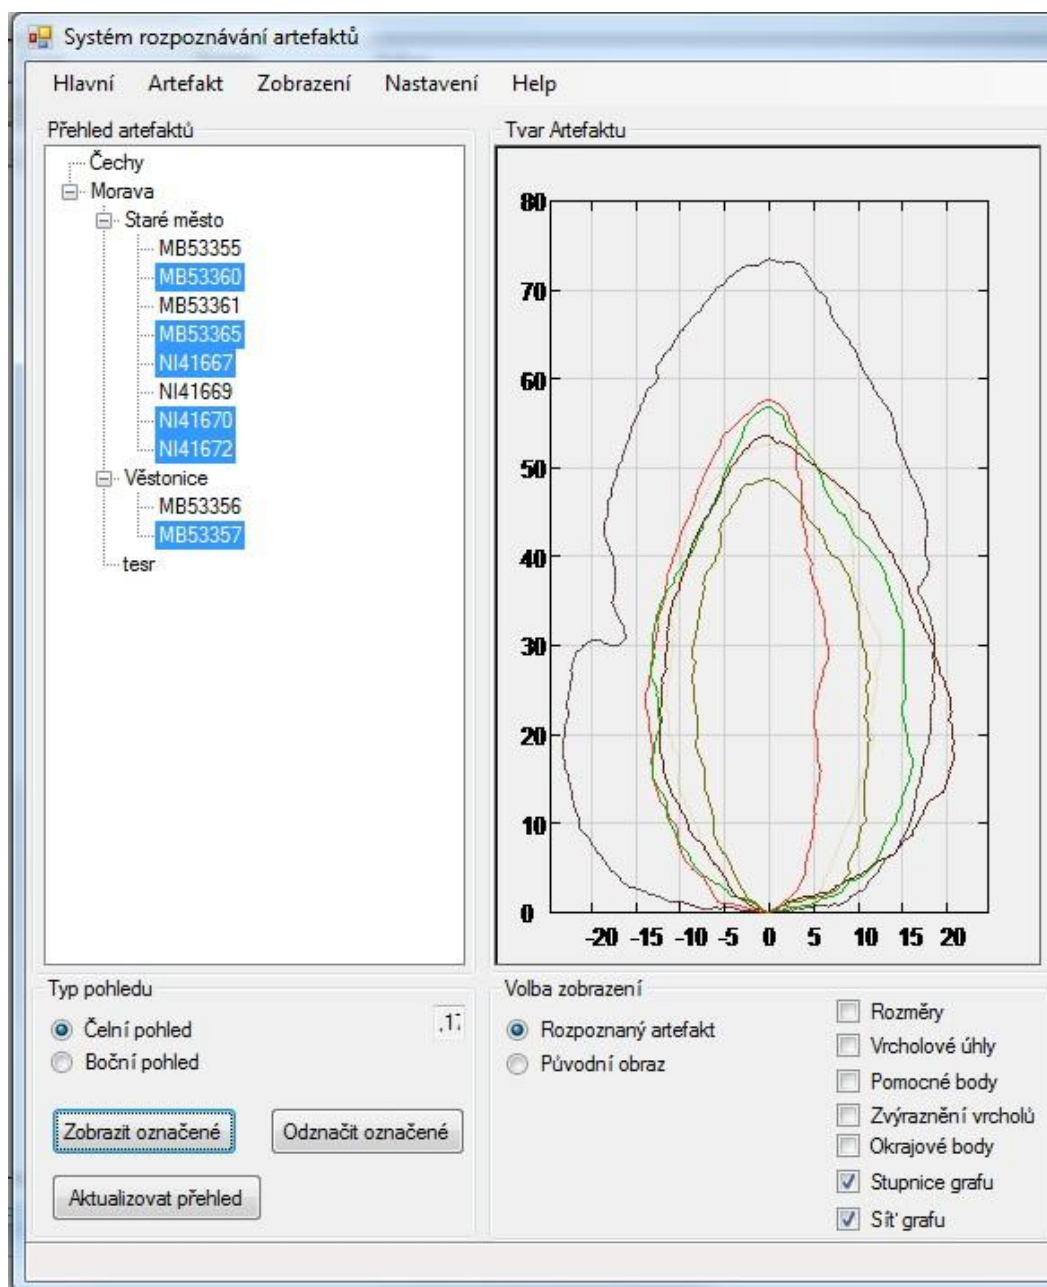 Systém rozpoznávání artefaktů
Hlavní Artefakt Zobrazení Nastavení Help
Přehled artefaktů
Čechy
Morava
Staré město
MB53355
MB53360
MB53361
MB53365
NI41667
NI41669
NI41670
NI41672
Věstonice
MB53356
MB53357
tesr
Tvar Artefaktu
80
70
60
50
40
30
20
10
0
-20 -15 -10 -5 0 5 10 15 20
Typ pohledu
Čelní pohled
Boční pohled
Zobrazit označené Odznačit označené
Aktualizovat přehled
Volba zobrazení
Rozpoznaný artefakt
Původní obraz
Rozměry
Vrcholové úhly
Pomocné body
Zvýraznění vrcholů
Okrajové body
Stupnice grafu
Síť grafu